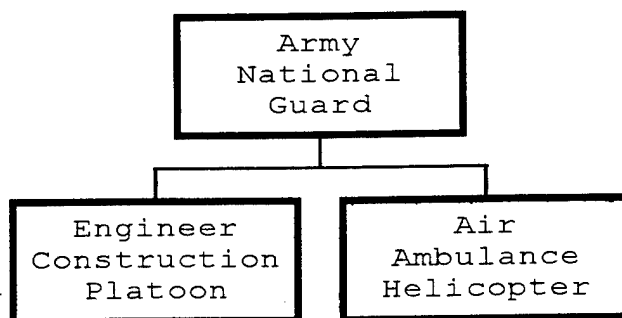 Army
National
Guard
Engineer
Construction
Platoon
Air
Ambulance
Helicopter